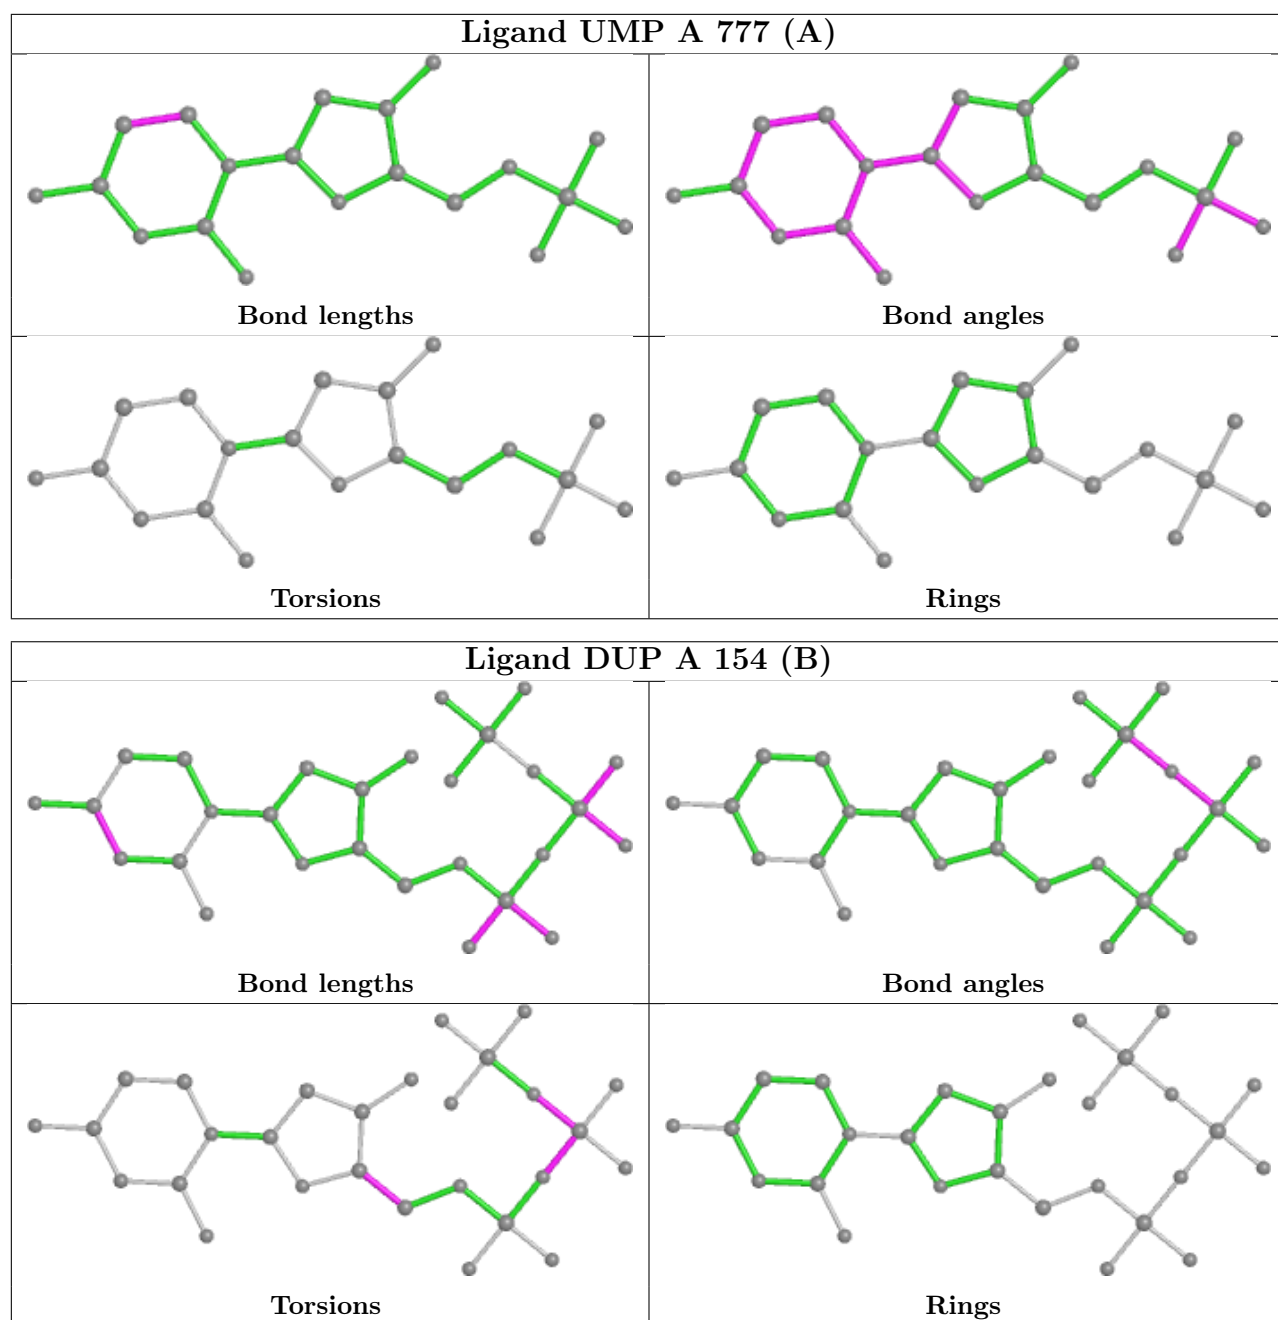 Ligand UMP A 777 (A)
Bond lengths
Bond angles
Torsions
Rings
Ligand DUP A 154 (B)
Bond lengths
Bond angles
Torsions
Rings